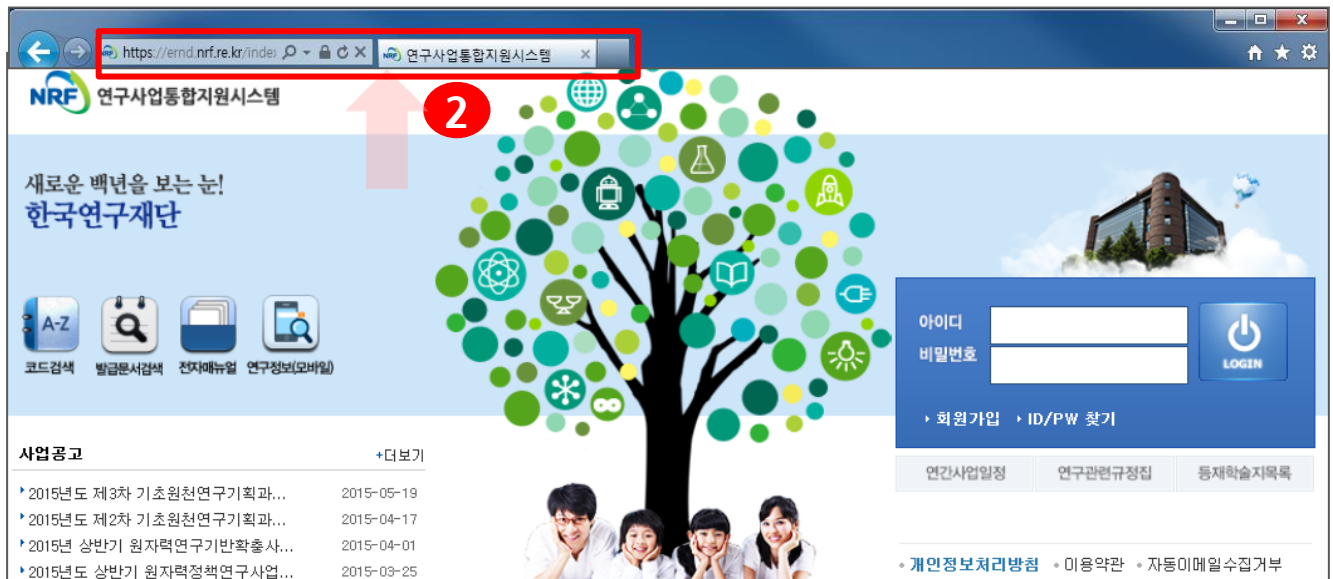 https://ernd.nrf.re.kr/inde
연구사업통합지원시스템
NRF 연구사업통합지원시스템
2
새로운 백년을 보는 눈!
한국연구재단
A-Z
코드검색 발급문서검색 전자매뉴얼 연구정보(모바일)
아이디
비밀번호
LOGIN
회원가입 ID/PW 찾기
사업공고 +더보기
연간사업일정 연구관련규정집 등재학술지목록
2015년도 제3차 기초원천연구기획과... 2015-05-19
2015년도 제2차 기초원천연구기획과... 2015-04-17
2015년 상반기 원자력연구기반확충사... 2015-04-01
2015년도 상반기 원자력정책연구사업... 2015-03-25
개인정보처리방침 이용약관 자동이메일수집거부